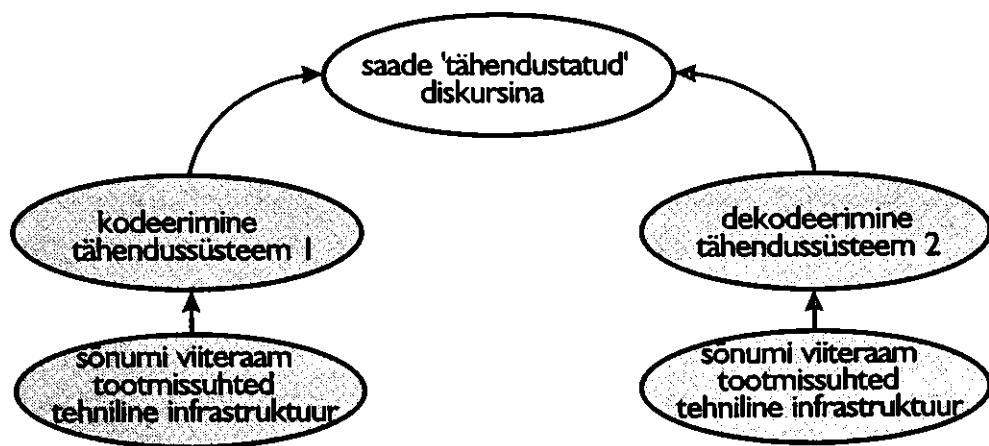 saade 'tähendustatud'
diskursina
kodeerimine
tähendussüsteem 1
dekodeerimine
tähendussüsteem 2
sõnumi viiteraam
tootmissuhted
tehniline infrastruktuur
sõnumi viiteraam
tootmissuhted
tehniline infrastruktuur